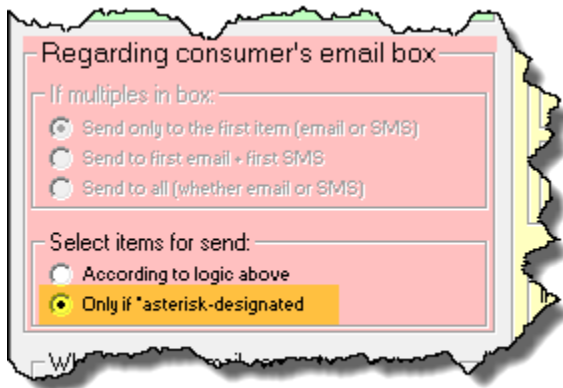 Regarding consumer's email box
If multiples in box:
Send only to the first item (email or SMS)
Send to first email + first SMS
Send to all (whether email or SMS)
Select items for send:
According to logic above
Only if "asterisk-designated